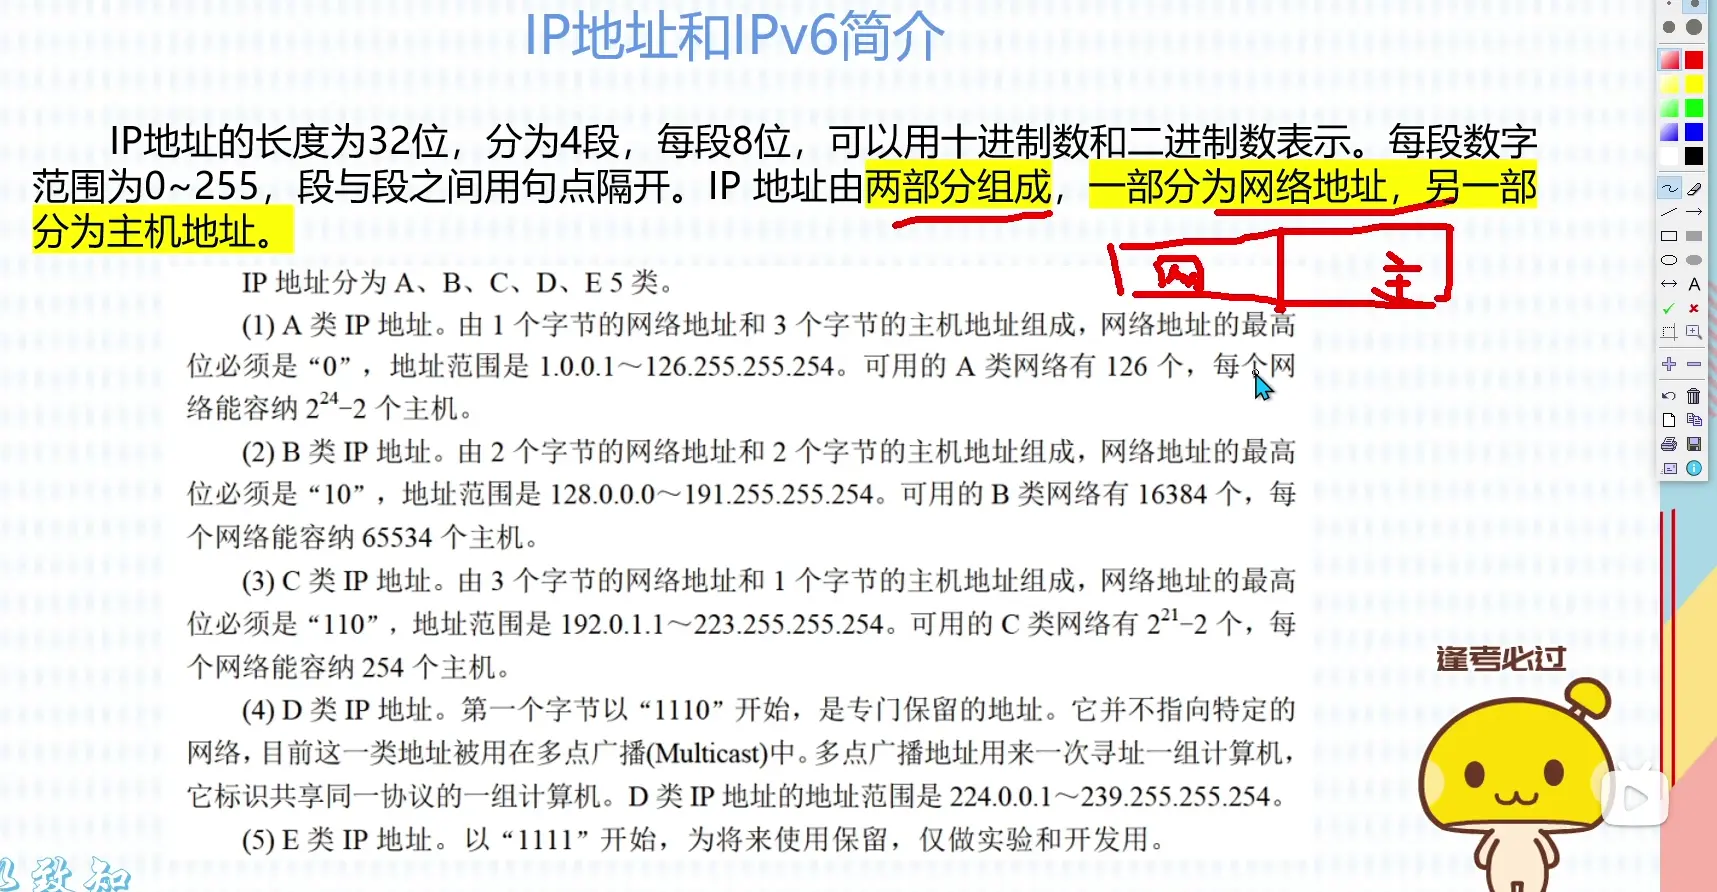 IP地址和IPv6简介
IP地址的长度为32位，分为4段，每段8位，可以用十进制数和二进制数表示。每段数字
范围为0~255，段与段之间用句点隔开。IP 地址由两部分组成，一部分为网络地址，另一部
分为主机地址。
网 主
IP 地址分为 A、B、C、D、E 5 类。
(1) A 类 IP 地址。由 1 个字节的网络地址和 3 个字节的主机地址组成，网络地址的最高
位必须是“0”，地址范围是 1.0.0.1～126.255.255.254。可用的 A 类网络有 126 个，每个网
络能容纳 2²⁴−2 个主机。
(2) B 类 IP 地址。由 2 个字节的网络地址和 2 个字节的主机地址组成，网络地址的最高
位必须是“10”，地址范围是 128.0.0.0～191.255.255.254。可用的 B 类网络有 16384 个，每
个网络能容纳 65534 个主机。
(3) C 类 IP 地址。由 3 个字节的网络地址和 1 个字节的主机地址组成，网络地址的最高
位必须是“110”，地址范围是 192.0.1.1～223.255.255.254。可用的 C 类网络有 2²¹−2 个，每
个网络能容纳 254 个主机。
(4) D 类 IP 地址。第一个字节以“1110”开始，是专门保留的地址。它并不指向特定的
网络，目前这一类地址被用在多点广播(Multicast)中。多点广播地址用来一次寻址一组计算机，
它标识共享同一协议的一组计算机。D 类 IP 地址的地址范围是 224.0.0.1～239.255.255.254。
(5) E 类 IP 地址。以“1111”开始，为将来使用保留，仅做实验和开发用。
逢考必过
以致知
A